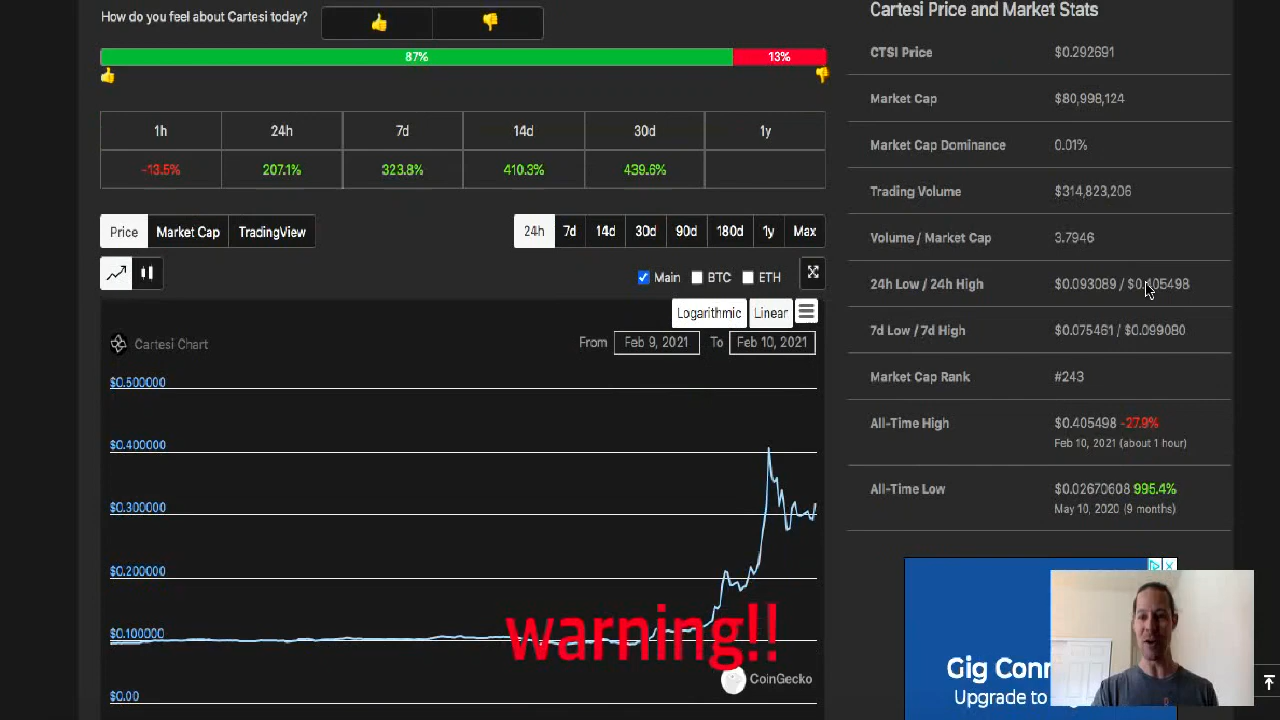 How do you feel about Cartesi today?
87%
13%
1h 24h 7d 14d 30d 1y
-13.5% 207.1% 323.8% 410.3% 439.6%
Price Market Cap TradingView
24h 7d 14d 30d 90d 180d 1y Max
Main BTC ETH
Logarithmic Linear
Cartesi Chart
From Feb 9, 2021 To Feb 10, 2021
$0.500000
$0.400000
$0.300000
$0.200000
$0.100000
$0.00
warning!!
CoinGecko
Cartesi Price and Market Stats
CTSI Price $0.292691
Market Cap $80,998,124
Market Cap Dominance 0.01%
Trading Volume $314,823,206
Volume / Market Cap 3.7946
24h Low / 24h High $0.093089 / $0.405498
7d Low / 7d High $0.075461 / $0.099080
Market Cap Rank #243
All-Time High $0.405498 -27.9%
Feb 10, 2021 (about 1 hour)
All-Time Low $0.02670608 995.4%
May 10, 2020 (9 months)
Gig Conn
Upgrade to